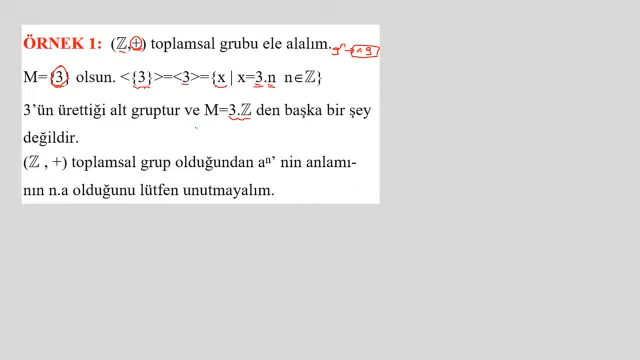 ÖRNEK 1: (ℤ,+) toplamsal grubu ele alalım.
M={3} olsun. <{3}>=<3>={x | x=3.n n∈ℤ}
3'ün ürettiği alt gruptur ve M=3.ℤ den başka bir şey
değildir.
(ℤ , +) toplamsal grup olduğundan aⁿ' nin anlamı-
nın n.a olduğunu lütfen unutmayalım.